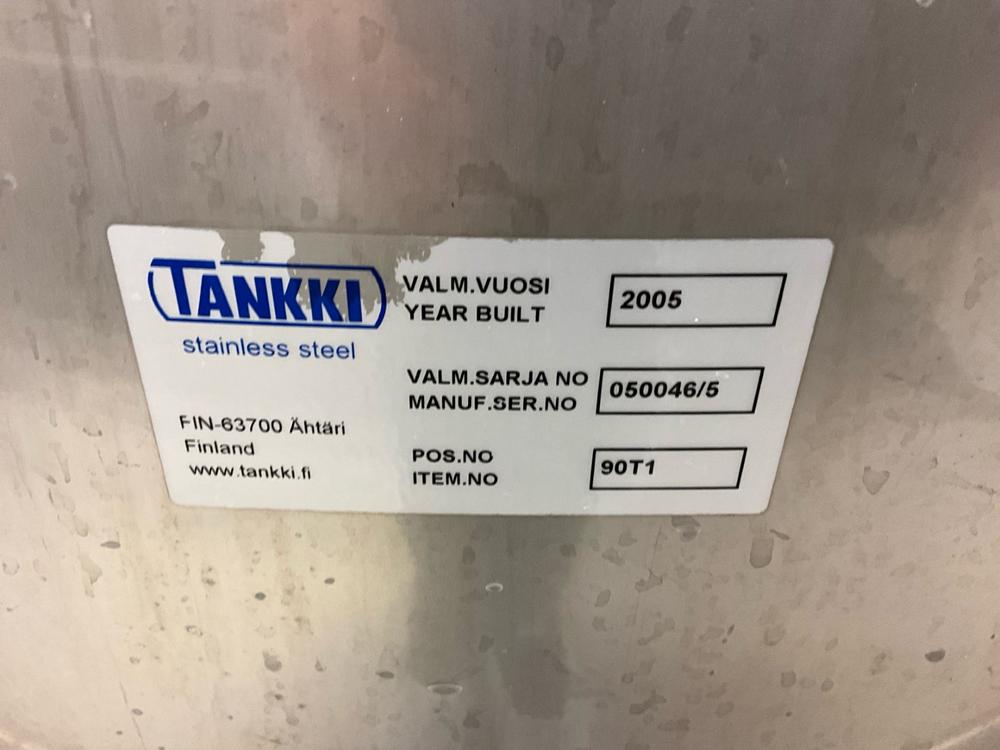 TANKKI
stainless steel
FIN-63700 Ähtäri
Finland
www.tankki.fi
VALM.VUOSI
YEAR BUILT
2005
VALM.SARJA NO
MANUF.SER.NO
050046/5
POS.NO
ITEM.NO
90T1